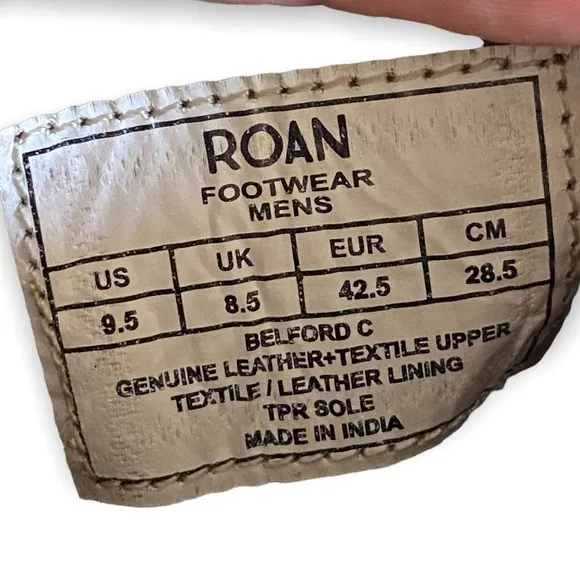 ROAN
FOOTWEAR
MENS
US UK EUR CM
9.5 8.5 42.5 28.5
BELFORD C
GENUINE LEATHER+TEXTILE UPPER
TEXTILE/LEATHER LINING
TPR SOLE
MADE IN INDIA